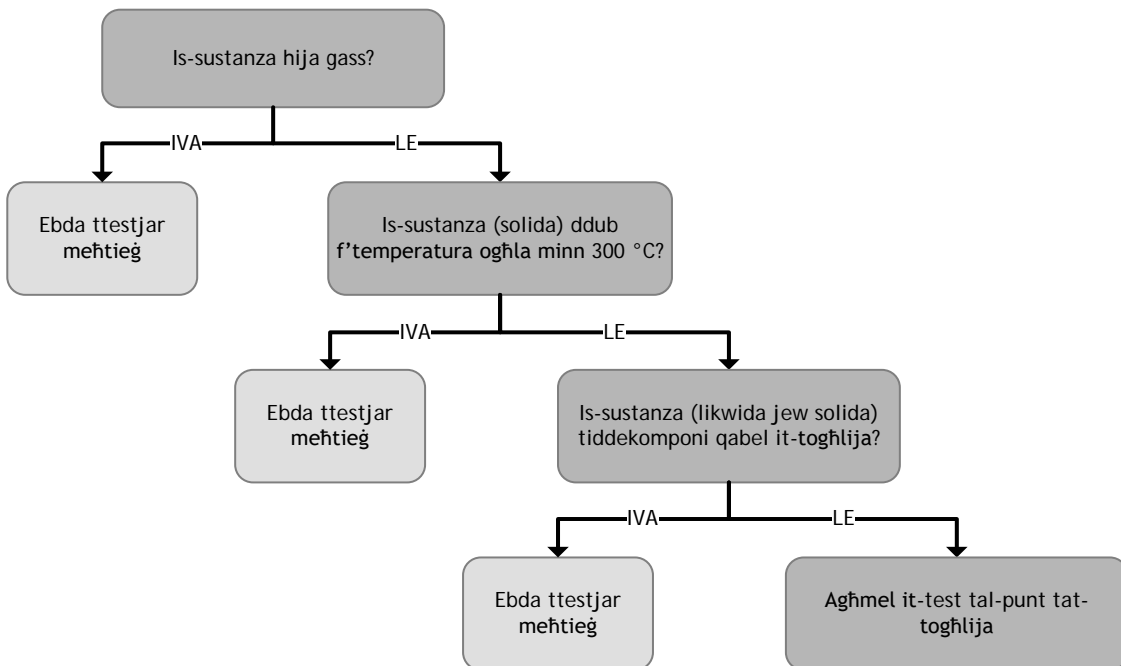 Is-sustanza hija gass?
IVA
LE
Ebda ttestjar
meħtieġ
Is-sustanza (solida) ddub
f’temperatura ogħla minn 300 °C?
IVA
LE
Ebda ttestjar
meħtieġ
Is-sustanza (likwida jew solida)
tiddekomponi qabel it-togħlija?
IVA
LE
Ebda ttestjar
meħtieġ
Agħmel it-test tal-punt tat-
togħlija